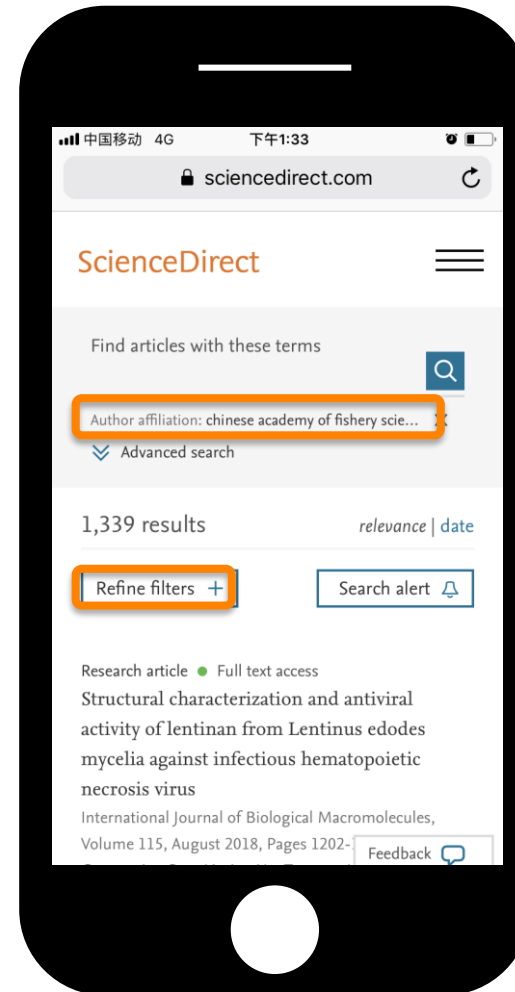 中国移动 4G 下午1:33
sciencedirect.com
ScienceDirect
Find articles with these terms
Author affiliation: chinese academy of fishery scie...
Advanced search
1,339 results relevance | date
Refine filters + Search alert
Research article Full text access
Structural characterization and antiviral
activity of lentinan from Lentinus edodes
mycelia against infectious hematopoietic
necrosis virus
International Journal of Biological Macromolecules,
Volume 115, August 2018, Pages 1202-
Feedback